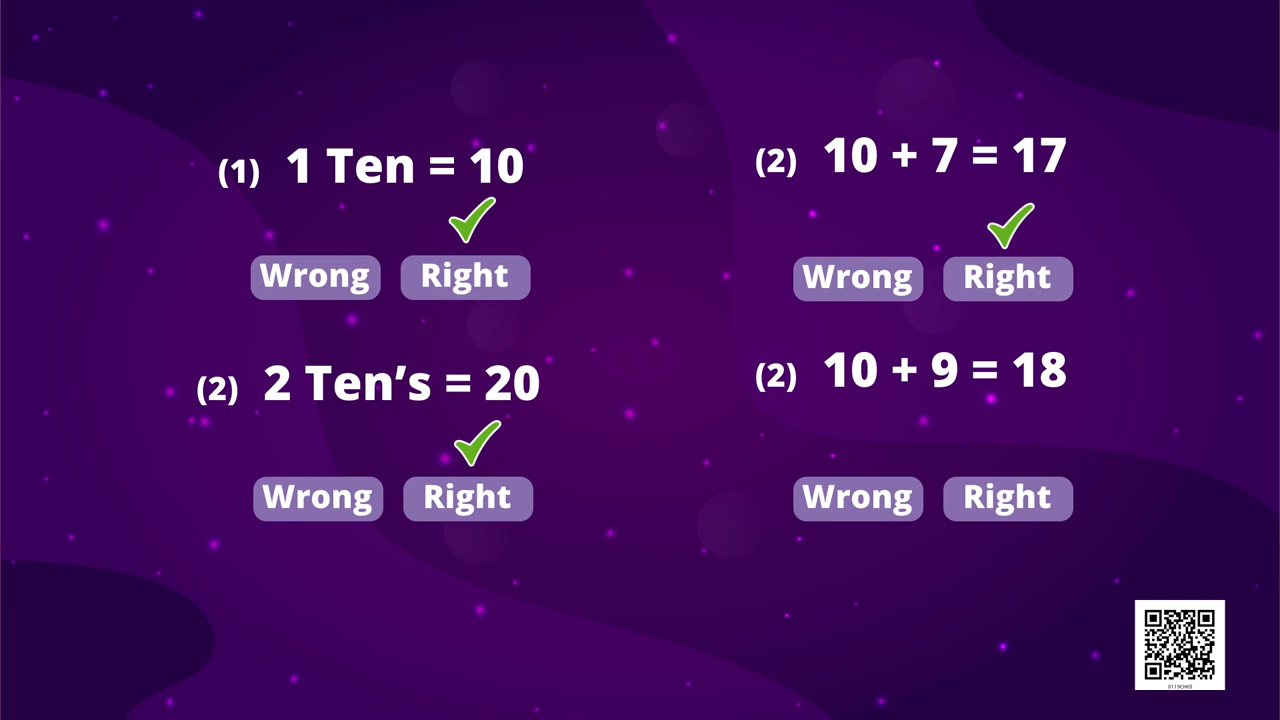 (1) 1 Ten = 10
Wrong Right
(2) 2 Ten’s = 20
Wrong Right
(2) 10 + 7 = 17
Wrong Right
(2) 10 + 9 = 18
Wrong Right
0119CH05